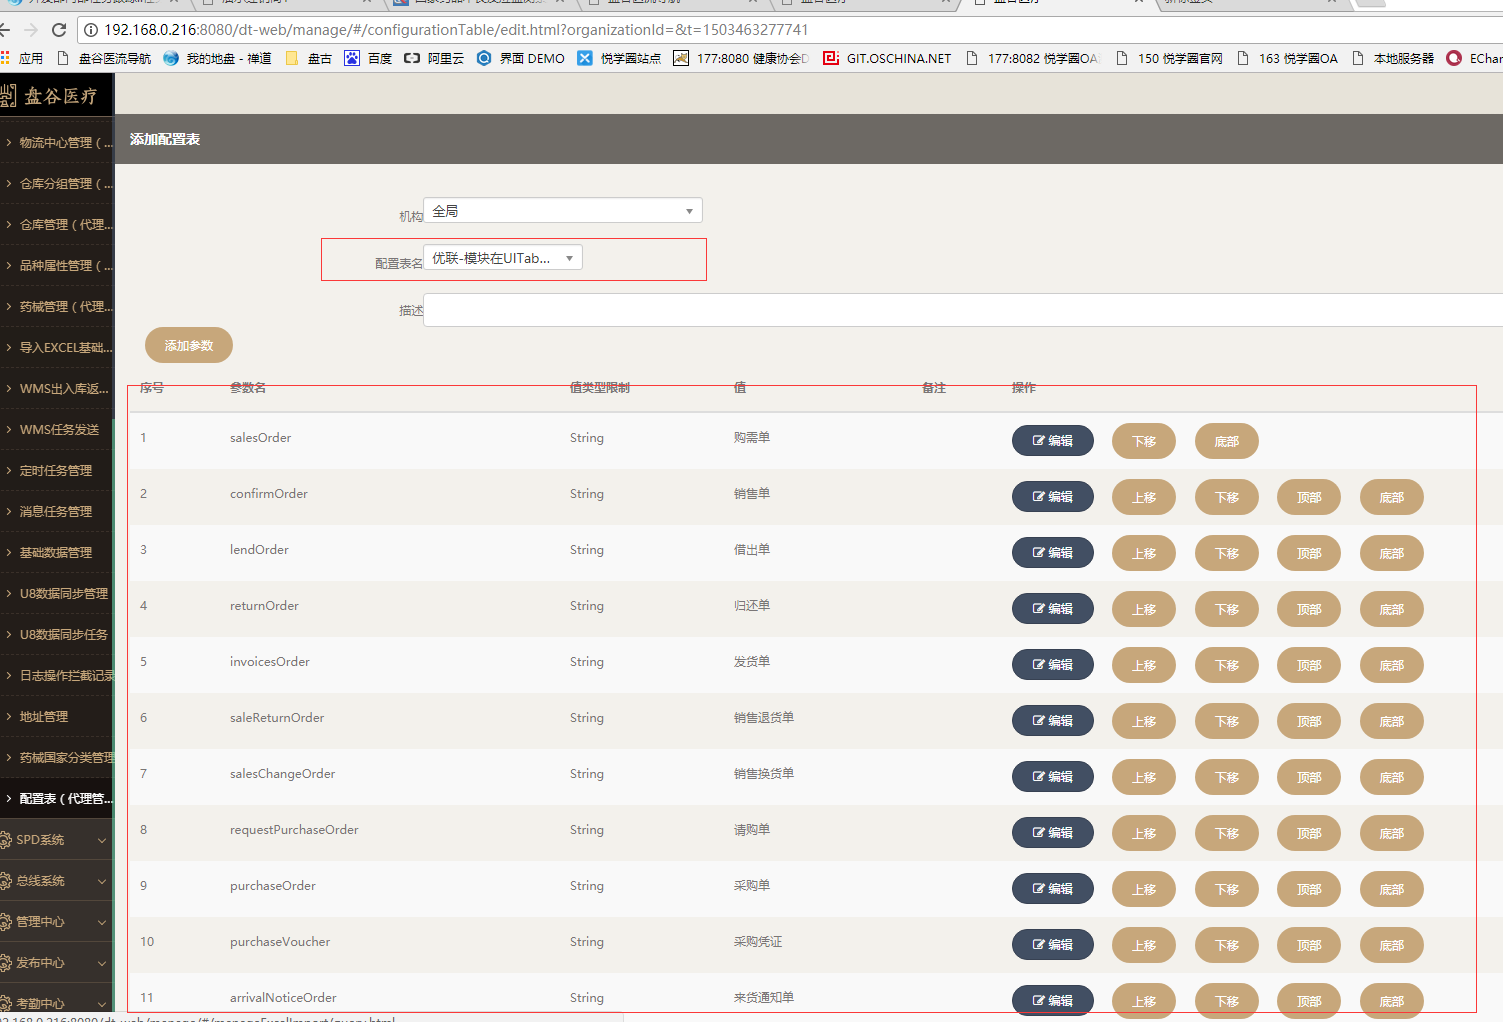 192.168.0.216:8080/dt-web/manage/#/configurationTable/edit.html?organizationId=&t=1503463277741
应用 盘谷医流导航 我的地盘 - 禅道 盘古 百度 阿里云 界面 DEMO 悦学圈站点 177:8080 健康协会 GIT.OSCHINA.NET 177:8082 悦学圈OA 150 悦学圈官网 163 悦学圈OA 本地服务器 EChar
盘谷医疗
物流中心管理（...
仓库分组管理（...
仓库管理（代理...
品种属性管理（...
药械管理（代理...
导入EXCEL基础...
WMS出入库返...
WMS任务发送
定时任务管理
消息任务管理
基础数据管理
U8数据同步管理
U8数据同步任务
日志操作拦截记录
地址管理
药械国家分类管理
配置表（代理管...
SPD系统
总线系统
管理中心
发布中心
考勤中心
添加配置表
机构 全局
配置表名 优联-模块在UITab...
描述
添加参数
序号 参数名 值类型限制 值 备注 操作
1 salesOrder String 购需单 编辑 下移 底部
2 confirmOrder String 销售单 编辑 上移 下移 顶部 底部
3 lendOrder String 借出单 编辑 上移 下移 顶部 底部
4 returnOrder String 归还单 编辑 上移 下移 顶部 底部
5 invoicesOrder String 发货单 编辑 上移 下移 顶部 底部
6 saleReturnOrder String 销售退货单 编辑 上移 下移 顶部 底部
7 salesChangeOrder String 销售换货单 编辑 上移 下移 顶部 底部
8 requestPurchaseOrder String 请购单 编辑 上移 下移 顶部 底部
9 purchaseOrder String 采购单 编辑 上移 下移 顶部 底部
10 purchaseVoucher String 采购凭证 编辑 上移 下移 顶部 底部
11 arrivalNoticeOrder String 来货通知单 编辑 上移 下移 顶部 底部